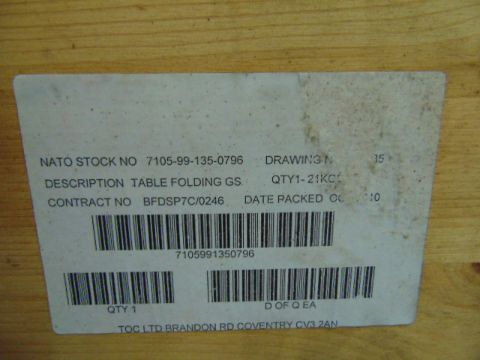 NATO STOCK NO 7105-99-135-0796 DRAWING
DESCRIPTION TABLE FOLDING GS QTY1-
CONTRACT NO BFDSP7C/0246 DATE PACKED
7105991350796
QTY 1 D OF Q EA
TOC LTD BRANDON RD COVENTRY CV3 2AN